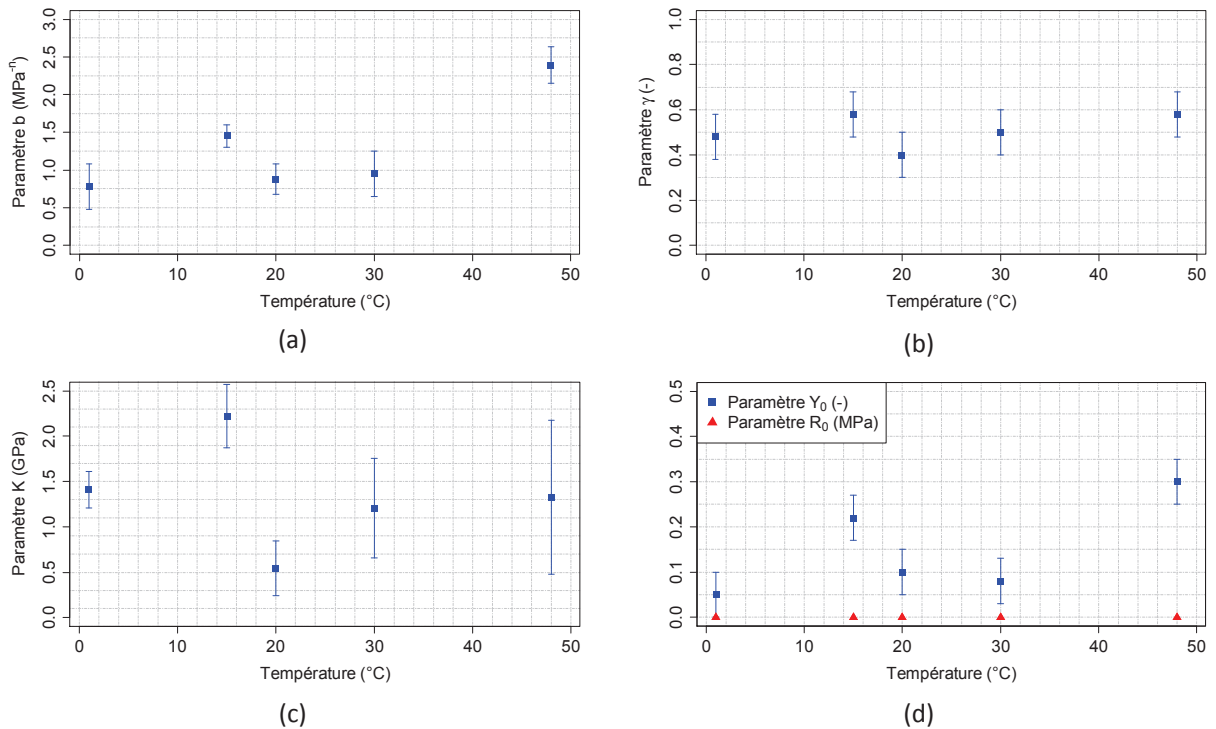 Paramètre b (MPa⁻ⁿ)
3.0
2.5
2.0
1.5
1.0
0.5
0.0
0 10 20 30 40 50
Température (°C)
(a)
Paramètre γ (-)
1.0
0.8
0.6
0.4
0.2
0.0
0 10 20 30 40 50
Température (°C)
(b)
Paramètre K (GPa)
2.5
2.0
1.5
1.0
0.5
0.0
0 10 20 30 40 50
Température (°C)
(c)
Paramètre Y₀ (-)
Paramètre R₀ (MPa)
0.5
0.4
0.3
0.2
0.1
0.0
0 10 20 30 40 50
Température (°C)
(d)